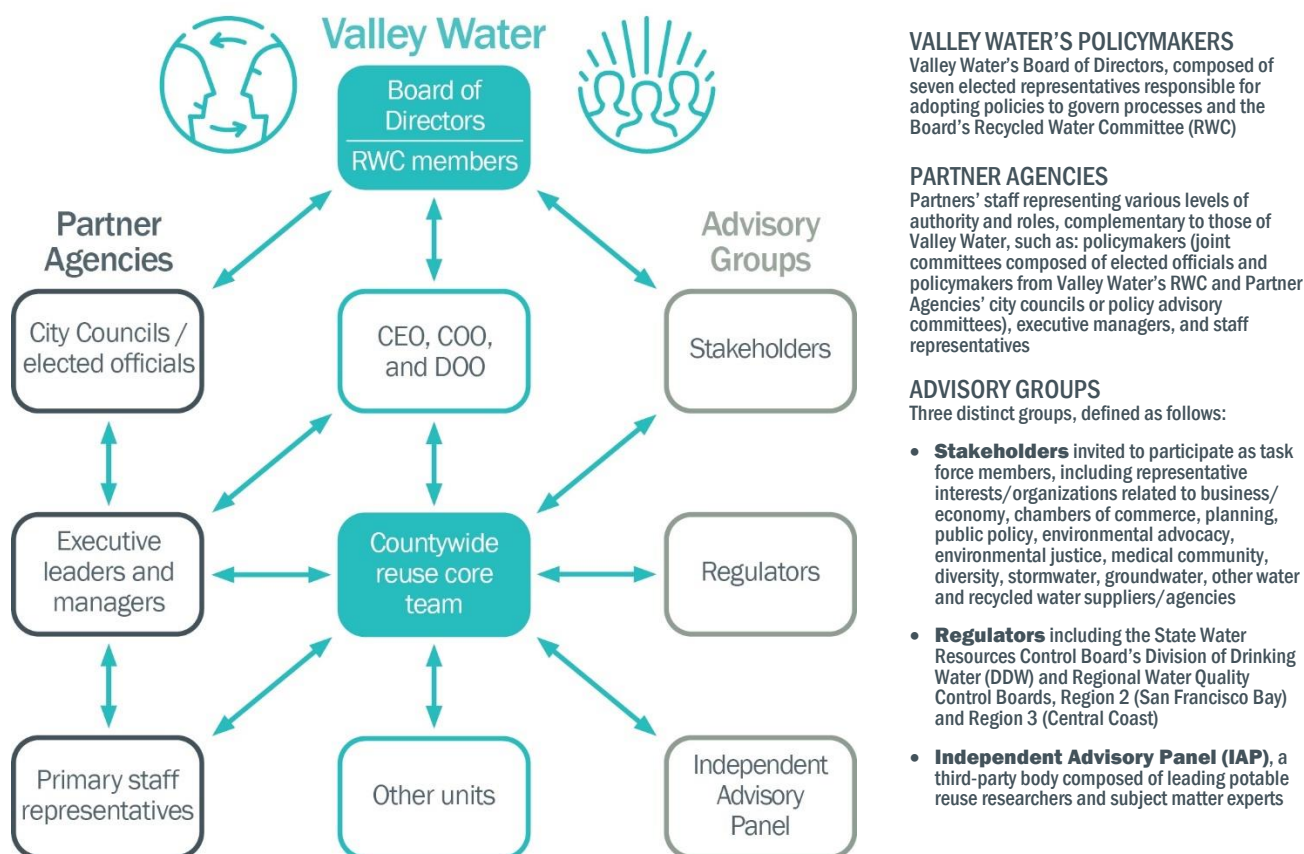 Valley Water
Board of
Directors
RWC members
Partner
Agencies
Advisory
Groups
City Councils /
elected officials
CEO, COO,
and DOO
Stakeholders
Executive
leaders and
managers
Countywide
reuse core
team
Regulators
Primary staff
representatives
Other units
Independent
Advisory
Panel
VALLEY WATER'S POLICYMAKERS
Valley Water's Board of Directors, composed of
seven elected representatives responsible for
adopting policies to govern processes and the
Board's Recycled Water Committee (RWC)
PARTNER AGENCIES
Partners' staff representing various levels of
authority and roles, complementary to those of
Valley Water, such as: policymakers (joint
committees composed of elected officials and
policymakers from Valley Water's RWC and Partner
Agencies' city councils or policy advisory
committees), executive managers, and staff
representatives
ADVISORY GROUPS
Three distinct groups, defined as follows:
• Stakeholders invited to participate as task
force members, including representative
interests/organizations related to business/
economy, chambers of commerce, planning,
public policy, environmental advocacy,
environmental justice, medical community,
diversity, stormwater, groundwater, other water
and recycled water suppliers/agencies
• Regulators including the State Water
Resources Control Board's Division of Drinking
Water (DDW) and Regional Water Quality
Control Boards, Region 2 (San Francisco Bay)
and Region 3 (Central Coast)
• Independent Advisory Panel (IAP), a
third-party body composed of leading potable
reuse researchers and subject matter experts